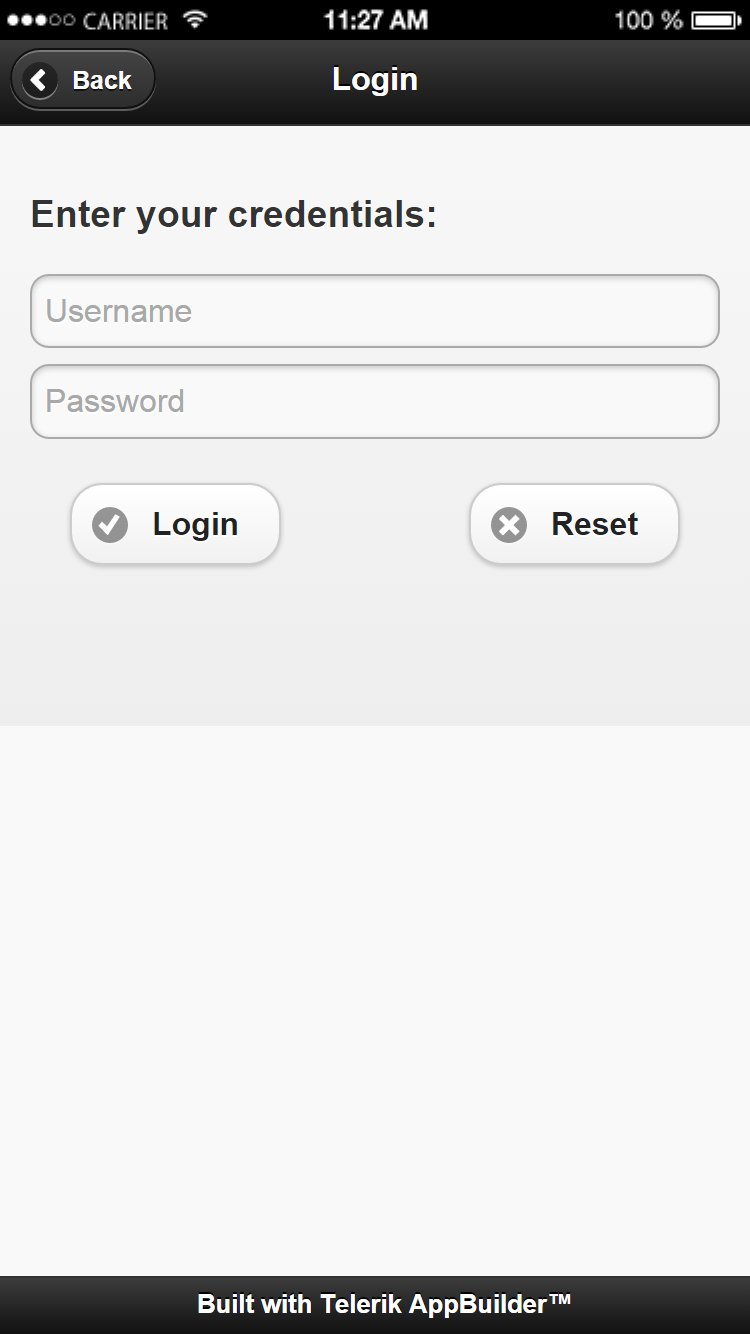 CARRIER 11:27 AM 100 %
Back Login
Enter your credentials:
Username
Password
Login Reset
Built with Telerik AppBuilder™